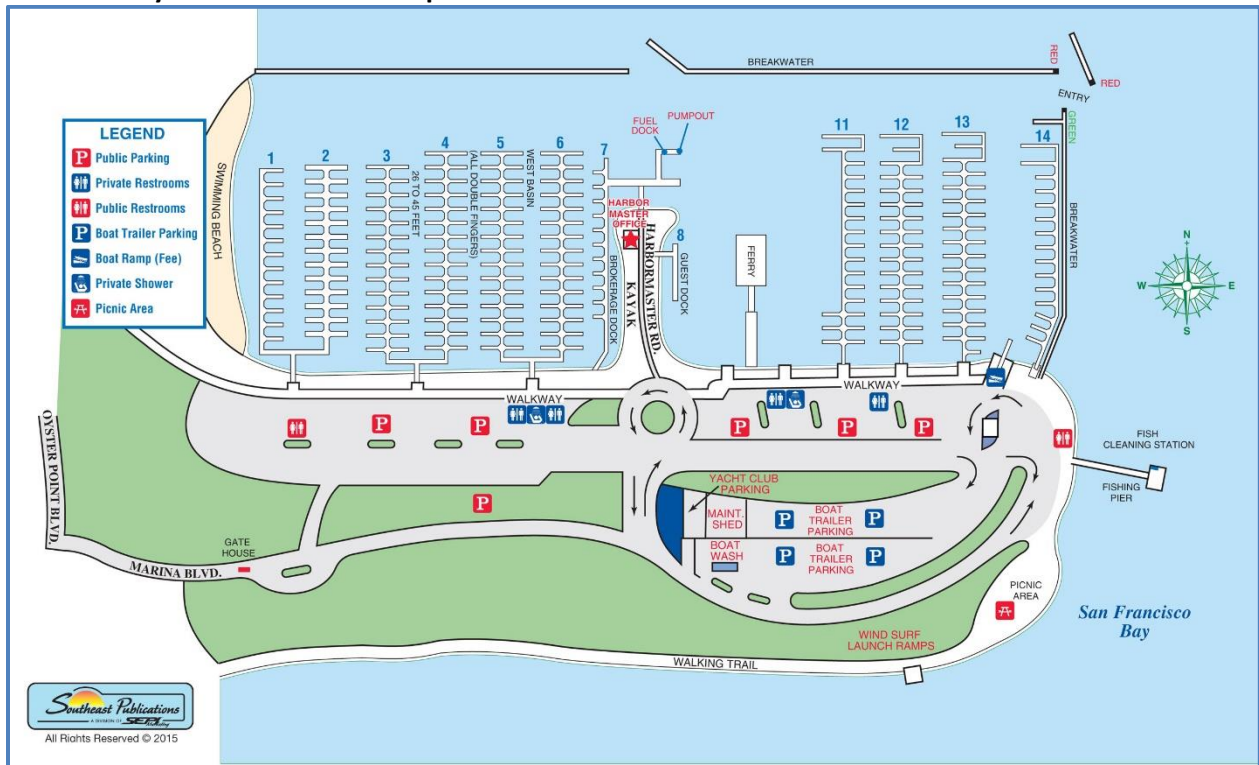 BREAKWATER
RED
RED
ENTRY
GREEN
LEGEND
Public Parking
Private Restrooms
Public Restrooms
Boat Trailer Parking
Boat Ramp (Fee)
Private Shower
Picnic Area
P
P
SWIMMING BEACH
1
2
3
4
5
6
7
8
11
12
13
14
26 TO 45 FEET
(ALL DOUBLE FINGERS)
WEST BASIN
FUEL
DOCK
PUMPOUT
HARBOR
MASTER
OFFICE
HARBORMASTER RD.
KAYAK
BROKERAGE DOCK
GUEST DOCK
FERRY
BREAKWATER
N
W
E
S
WALKWAY
WALKWAY
P
P
P
P
P
P
P
OYSTER POINT BLVD.
GATE
HOUSE
MARINA BLVD.
YACHT CLUB
PARKING
MAINT.
SHED
BOAT
WASH
P
BOAT
TRAILER
PARKING
P
P
BOAT
TRAILER
PARKING
P
FISH
CLEANING STATION
FISHING
PIER
PICNIC
AREA
WIND SURF
LAUNCH RAMPS
WALKING TRAIL
San Francisco
Bay
Southeast Publications
A DIVISION OF SEPI
All Rights Reserved © 2015